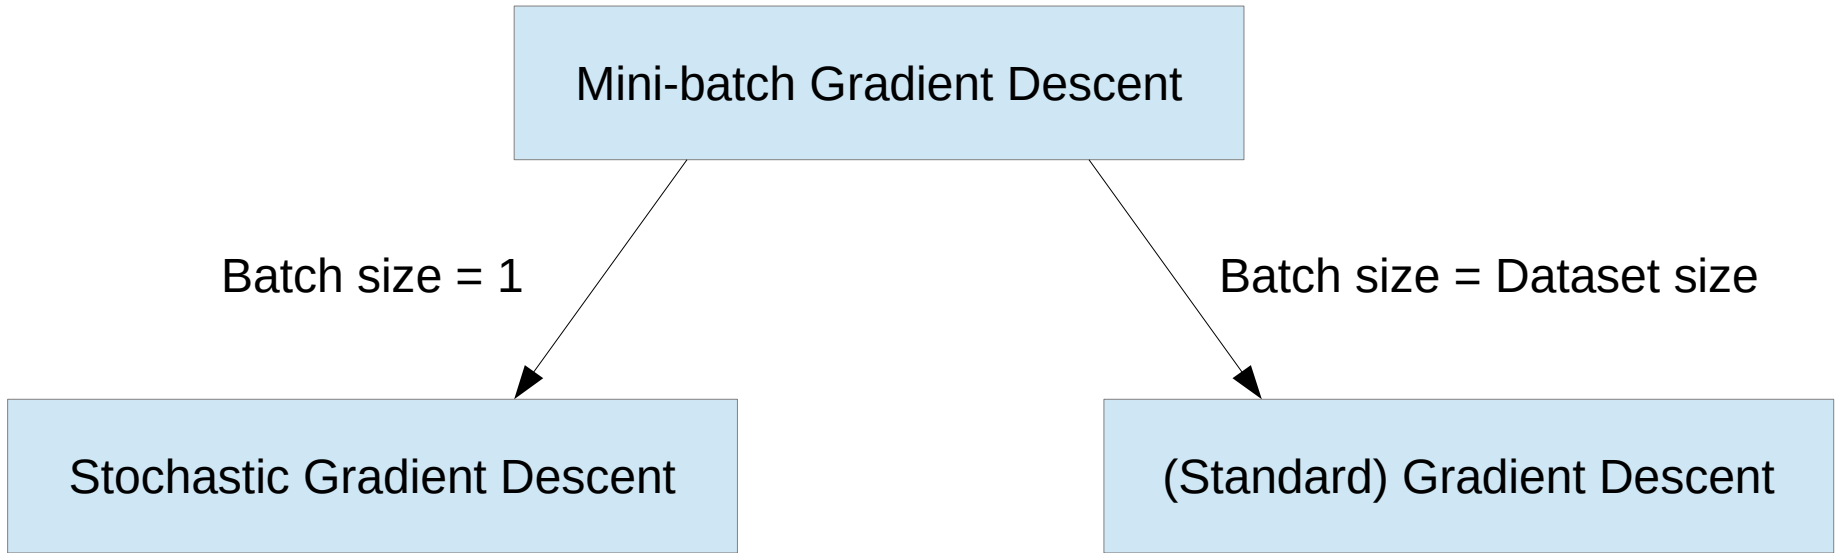 Mini-batch Gradient Descent
Batch size = 1
Batch size = Dataset size
Stochastic Gradient Descent
(Standard) Gradient Descent